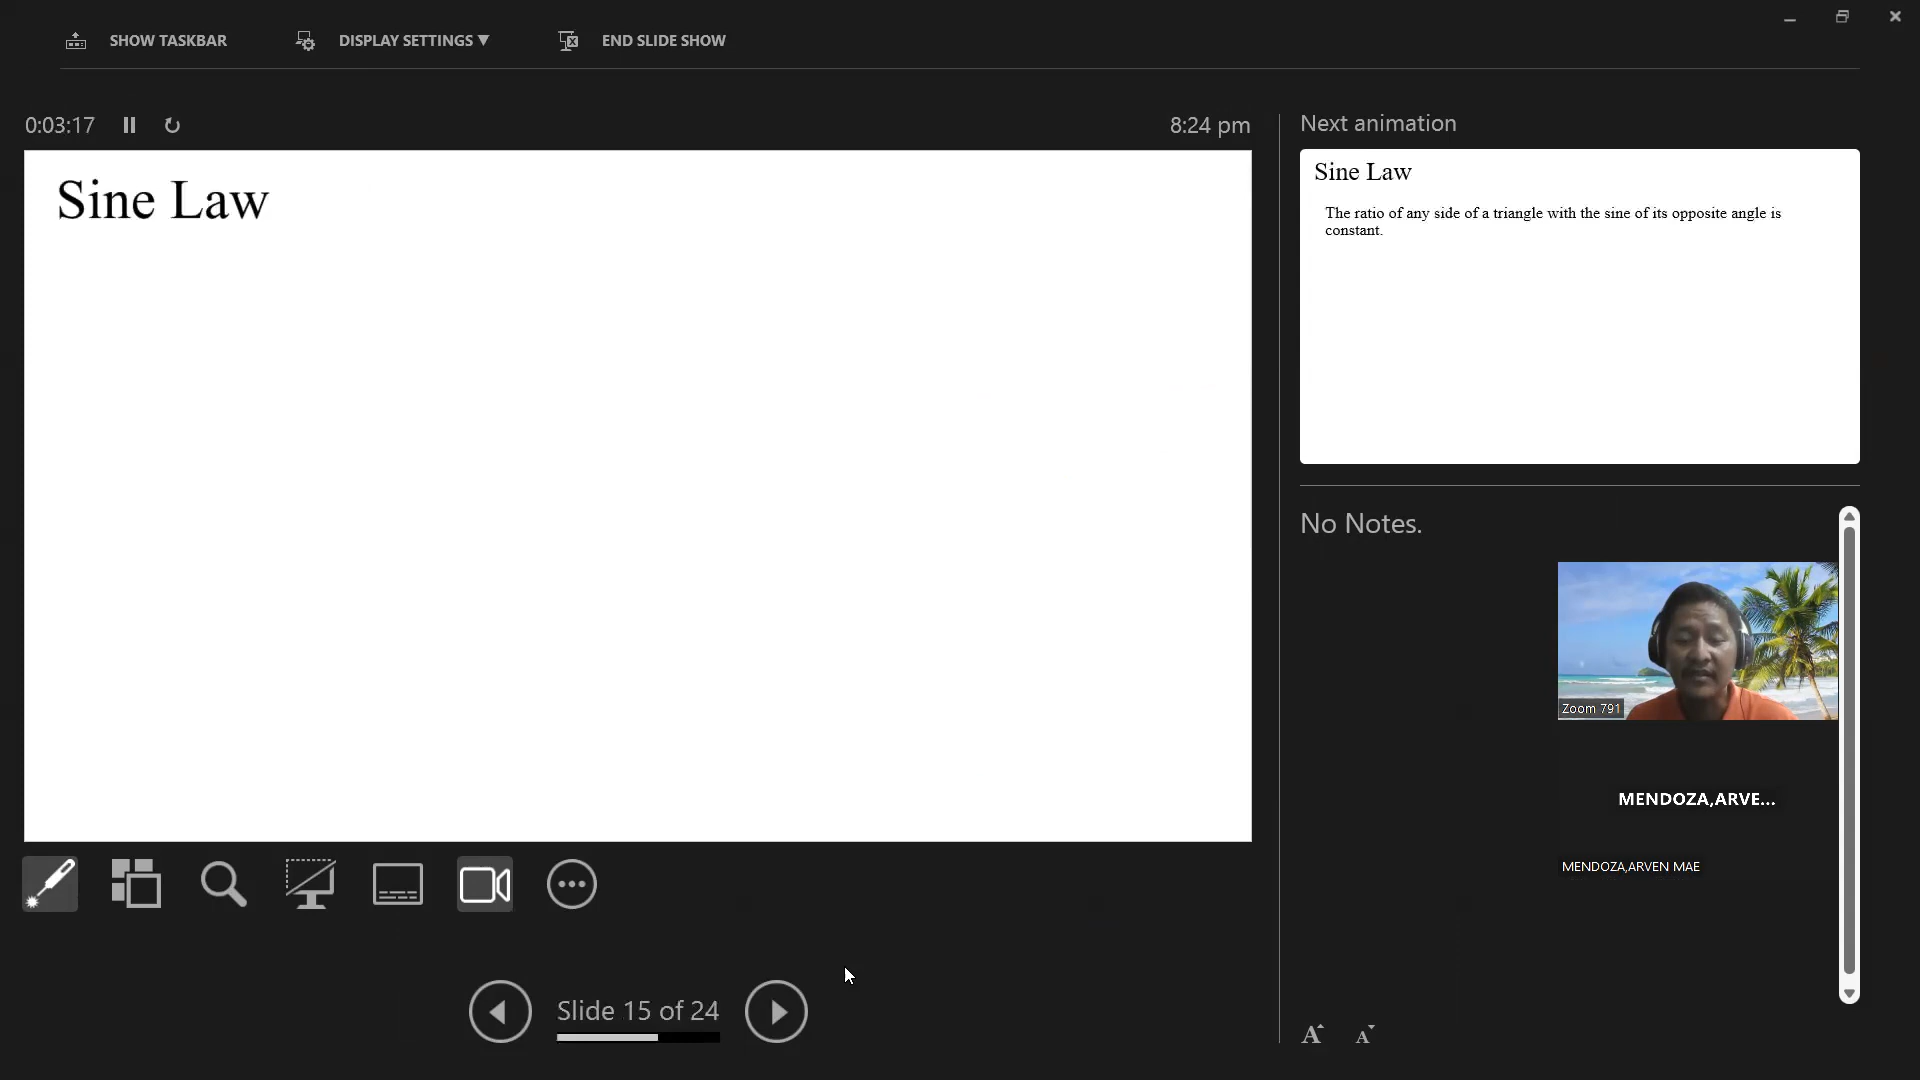 SHOW TASKBAR
DISPLAY SETTINGS ▼
END SLIDE SHOW
0:03:17
8:24 pm
Sine Law
Next animation
Sine Law
The ratio of any side of a triangle with the sine of its opposite angle is
constant.
No Notes.
Zoom 791
MENDOZA,ARVE...
MENDOZA,ARVEN MAE
Slide 15 of 24
A A